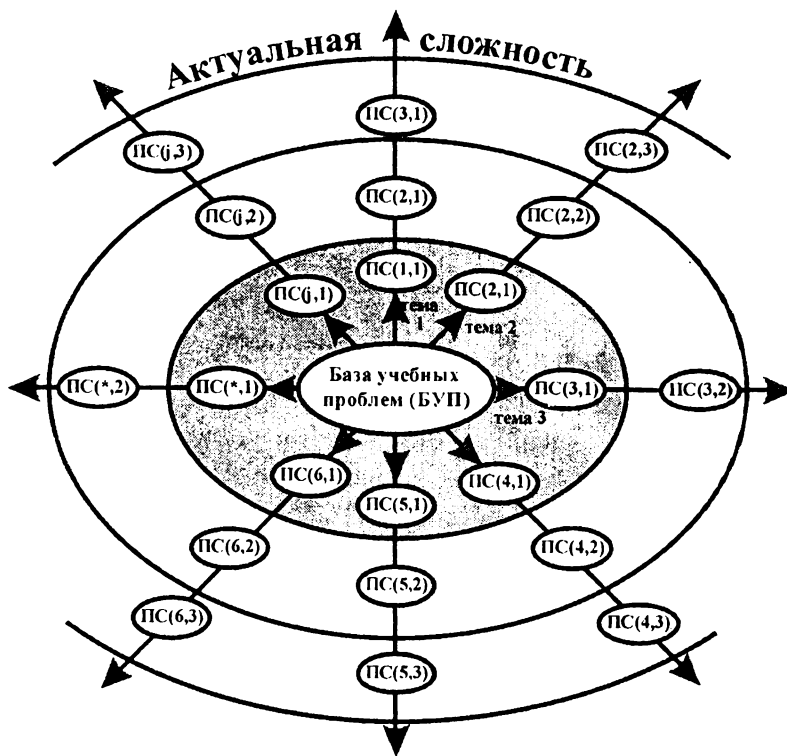 Актуальная сложность
ПС(3,1)
ПС(j,3)
ПС(2,3)
ПС(2,1)
ПС(j,2)
ПС(2,2)
ПС(1,1)
ПС(j,1)
ПС(2,1)
тема 1
тема 2
База учебных
проблем (БУП)
ПС(*,2)
ПС(*,1)
ПС(3,1)
ПС(3,2)
тема 3
ПС(6,1)
ПС(4,1)
ПС(5,1)
ПС(6,2)
ПС(4,2)
ПС(5,2)
ПС(6,3)
ПС(4,3)
ПС(5,3)